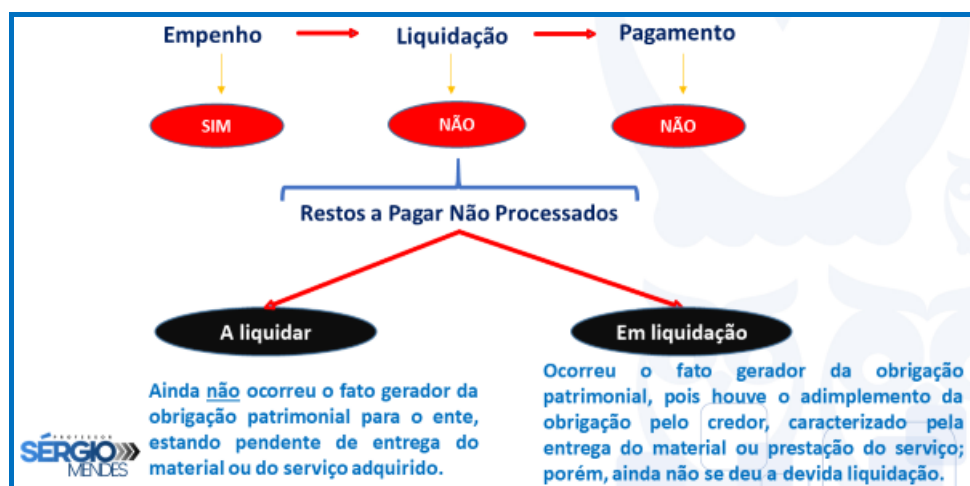 Empenho Liquidação Pagamento
SIM NÃO NÃO
Restos a Pagar Não Processados
A liquidar Em liquidação
Ainda não ocorreu o fato gerador da
obrigação patrimonial para o ente,
estando pendente de entrega do
material ou do serviço adquirido.
Ocorreu o fato gerador da obrigação
patrimonial, pois houve o adimplemento da
obrigação pelo credor, caracterizado pela
entrega do material ou prestação do serviço;
porém, ainda não se deu a devida liquidação.
PROFESSOR
SÉRGIO
MENDES